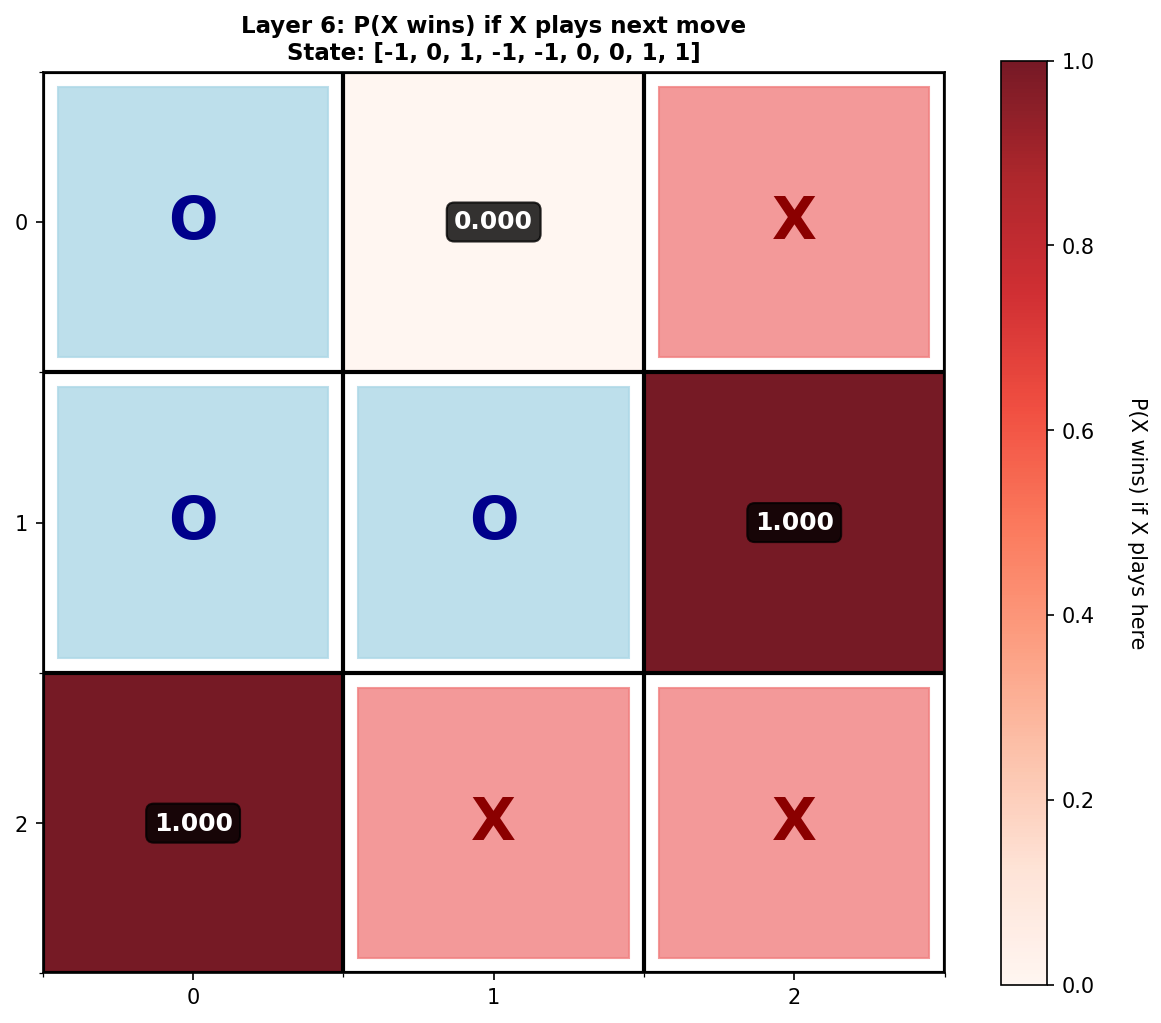 Layer 6: P(X wins) if X plays next move
State: [-1, 0, 1, -1, -1, 0, 0, 1, 1]
O
0.000
X
O
O
1.000
1.000
X
X
0
1
2
0
1
2
1.0
0.8
0.6
0.4
0.2
0.0
P(X wins) if X plays here